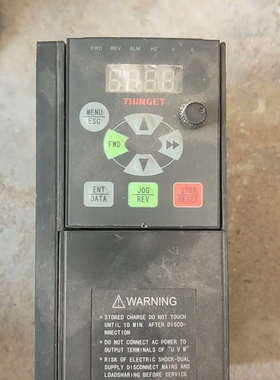 FWD REV ALM HZ V A
THINGET
MENU
ESC
FWD
ENT
DATA
JOG
REV
STOP
RESET
WARNING
STORED CHARGE DO NOT TOUCH
UNTIL 10 MIN AFTER DISCO-
NNECTION
DO NOT CONNECT AC POWER TO
OUTPUT TERMINALS OF "U V W"
RISK OF ELECTRIC SHOCK-DUAL
SUPPLY DISCONNECT MAINS AND
LOADSHARING BEFORE SERVICE